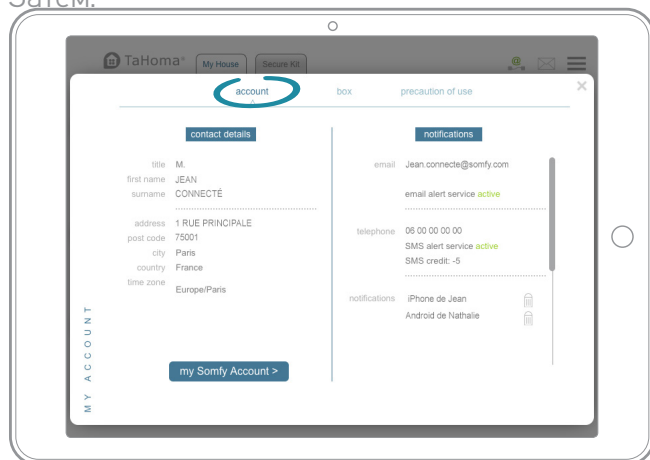 Затем:
TaHoma®
My House
Secure Kit
@
account
box
precaution of use
contact details
title M.
first name JEAN
surname CONNECTÉ
address 1 RUE PRINCIPALE
post code 75001
city Paris
country France
time zone Europe/Paris
my Somfy Account >
notifications
email Jean.connecte@somfy.com
email alert service active
telephone 06 00 00 00 00
SMS alert service active
SMS credit: -5
notifications iPhone de Jean
Android de Nathalie
MY ACCOUNT